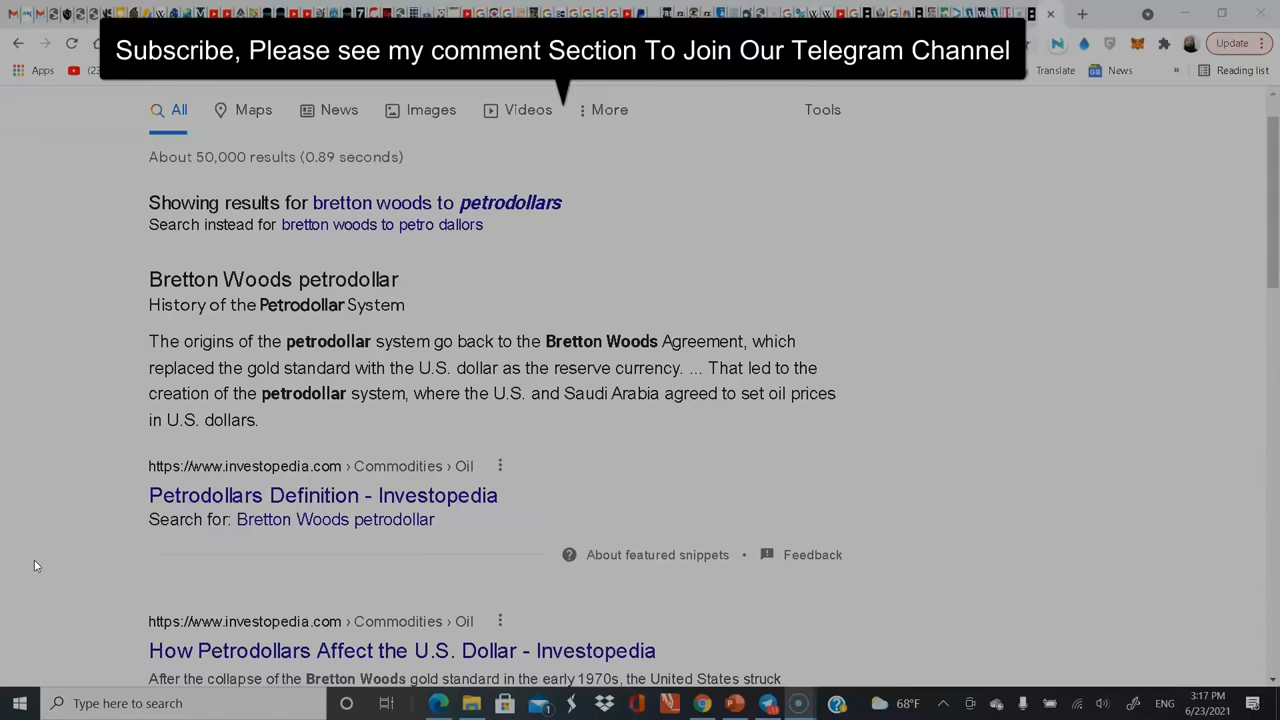 Subscribe, Please see my comment Section To Join Our Telegram Channel
Update
Apps
Translate
News
»
Reading list
All
Maps
News
Images
Videos
More
Tools
About 50,000 results (0.89 seconds)
Showing results for bretton woods to petrodollars
Search instead for bretton woods to petro dallors
Bretton Woods petrodollar
History of the Petrodollar System
The origins of the petrodollar system go back to the Bretton Woods Agreement, which
replaced the gold standard with the U.S. dollar as the reserve currency. ... That led to the
creation of the petrodollar system, where the U.S. and Saudi Arabia agreed to set oil prices
in U.S. dollars.
https://www.investopedia.com › Commodities › Oil
Petrodollars Definition - Investopedia
Search for: Bretton Woods petrodollar
About featured snippets • Feedback
https://www.investopedia.com › Commodities › Oil
How Petrodollars Affect the U.S. Dollar - Investopedia
After the collapse of the Bretton Woods gold standard in the early 1970s, the United States struck
Type here to search
68°F
ENG
3:17 PM
6/23/2021